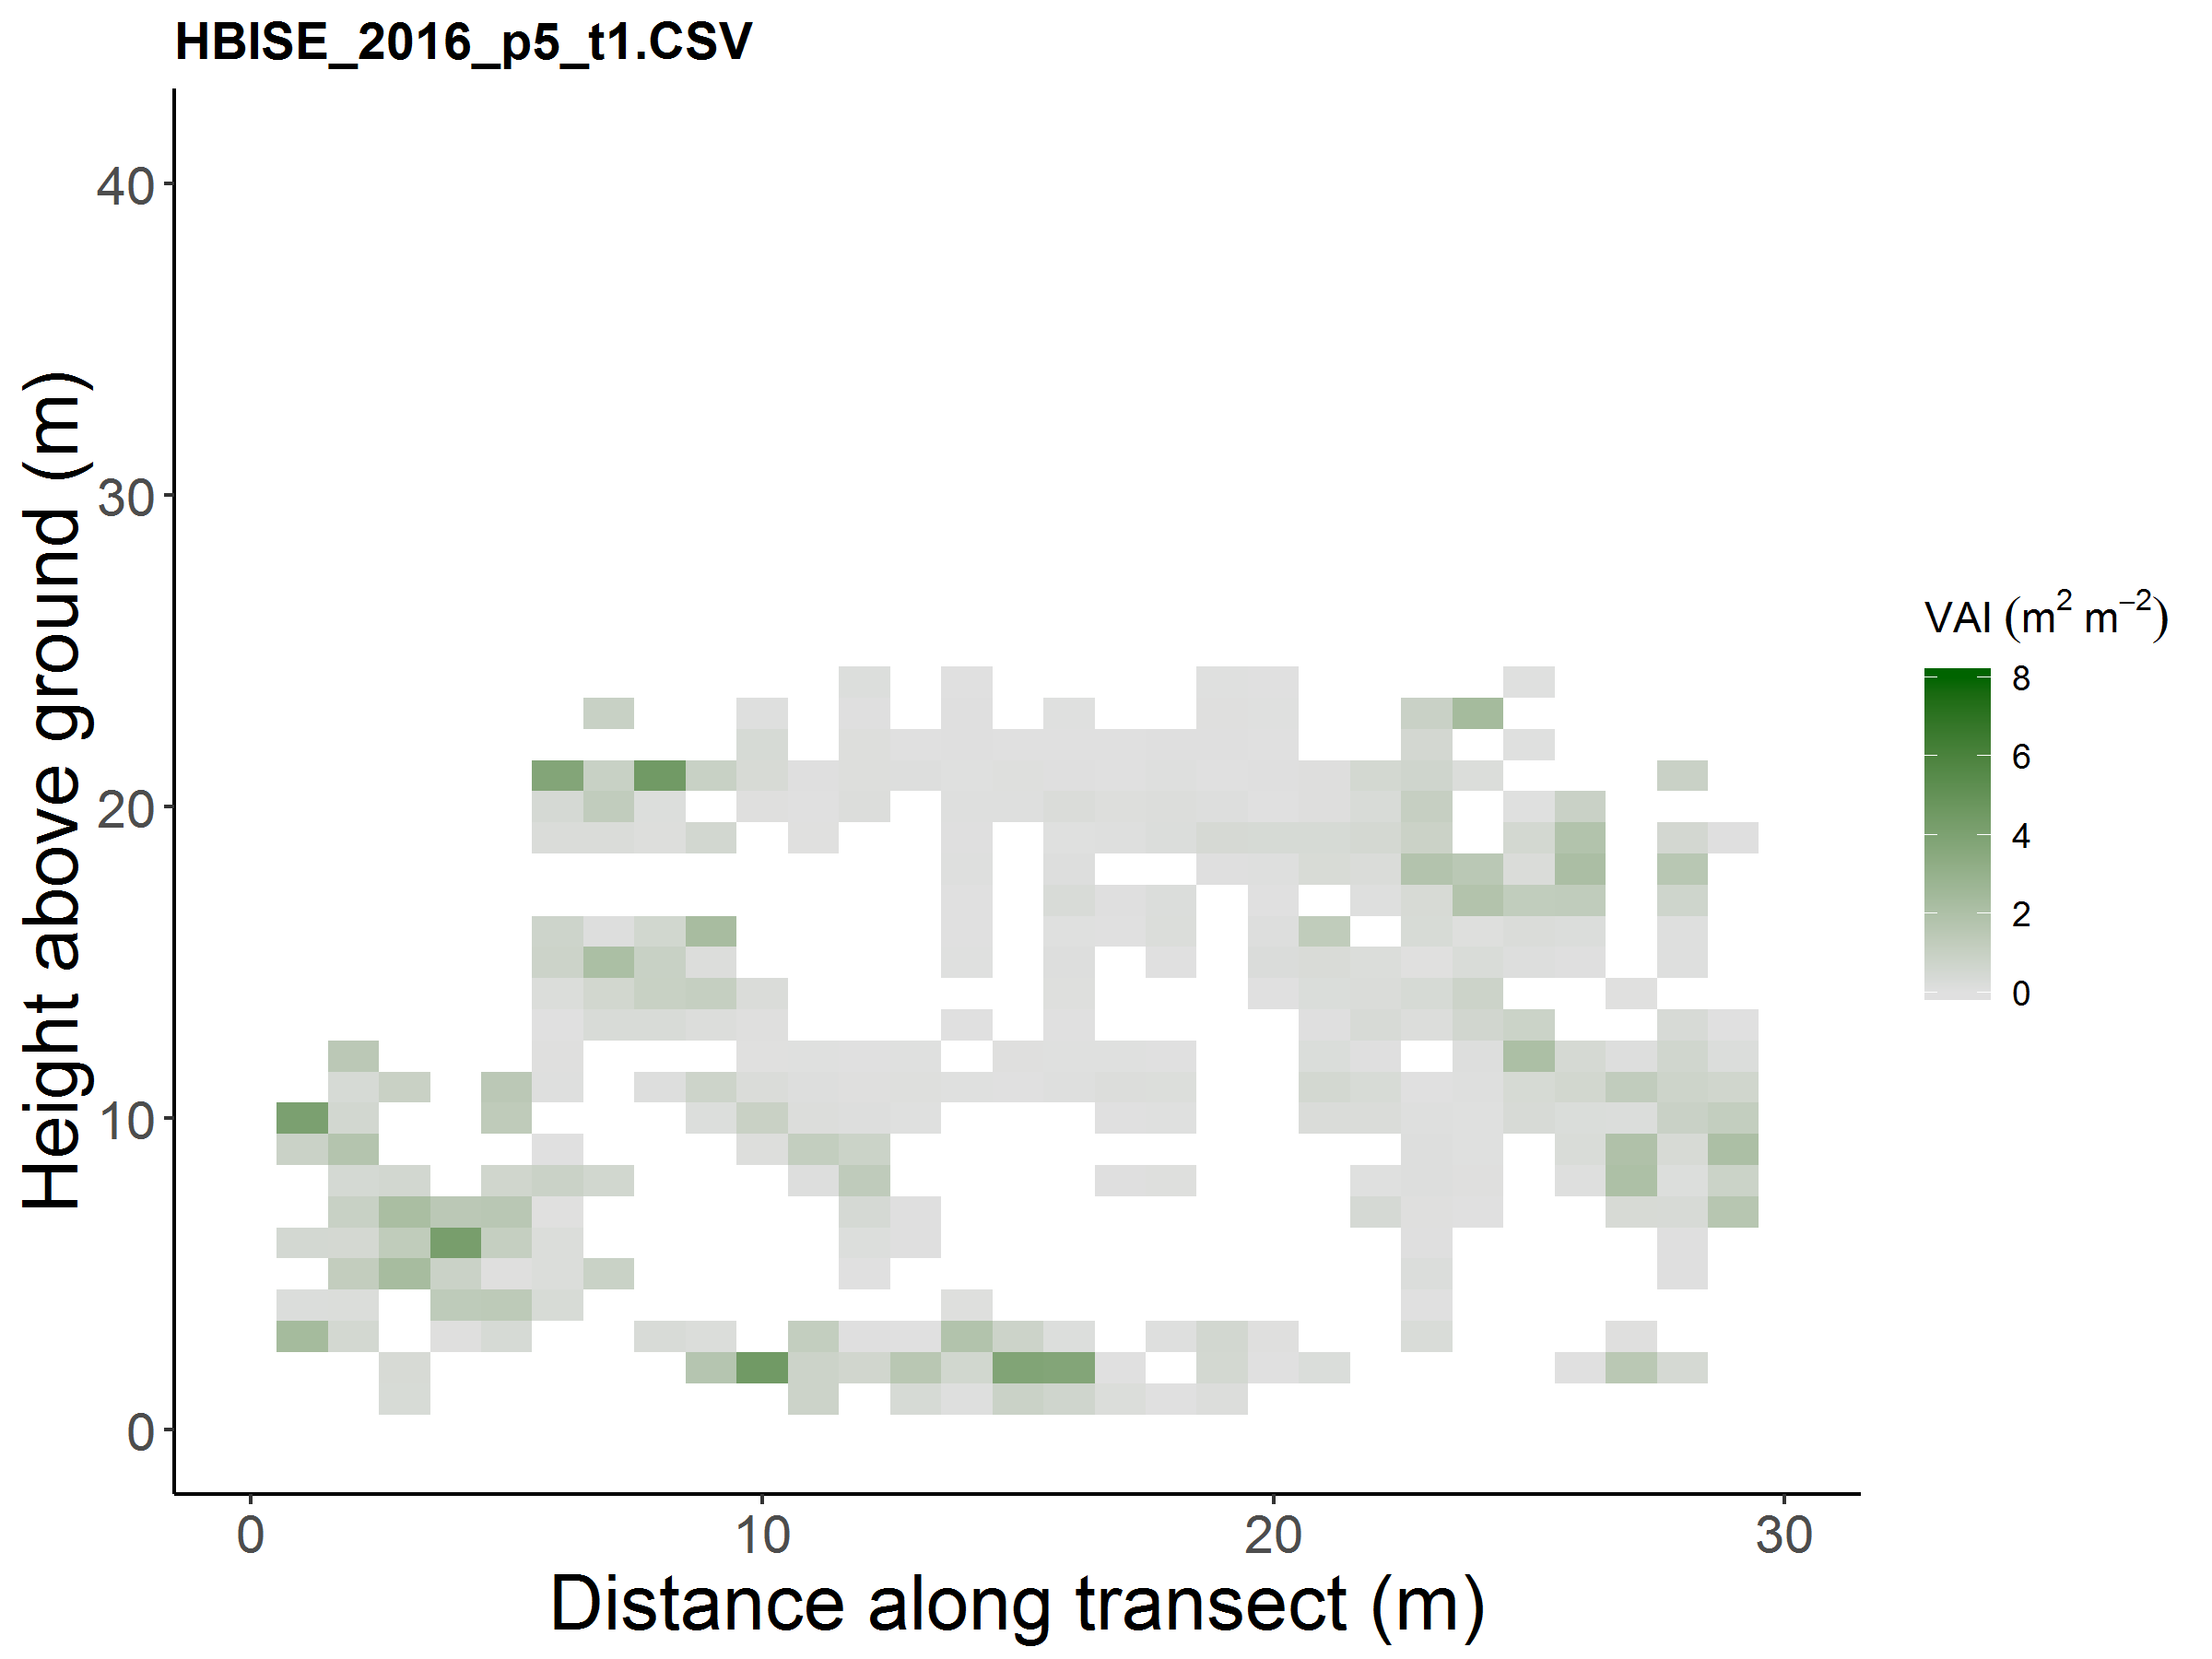 HBISE_2016_p5_t1.CSV
Height above ground (m)
40
30
20
10
0
0 10 20 30
Distance along transect (m)
VAI (m² m⁻²)
8
6
4
2
0